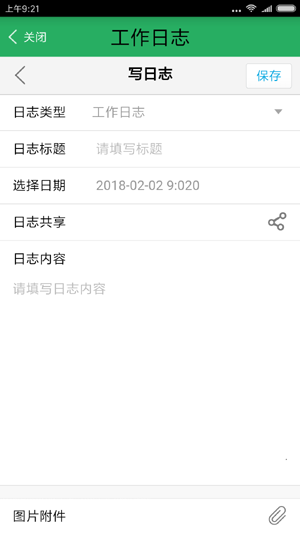 上午9:21
关闭 工作日志
写日志 保存
日志类型 工作日志
日志标题 请填写标题
选择日期 2018-02-02 9:020
日志共享
日志内容
请填写日志内容
图片附件